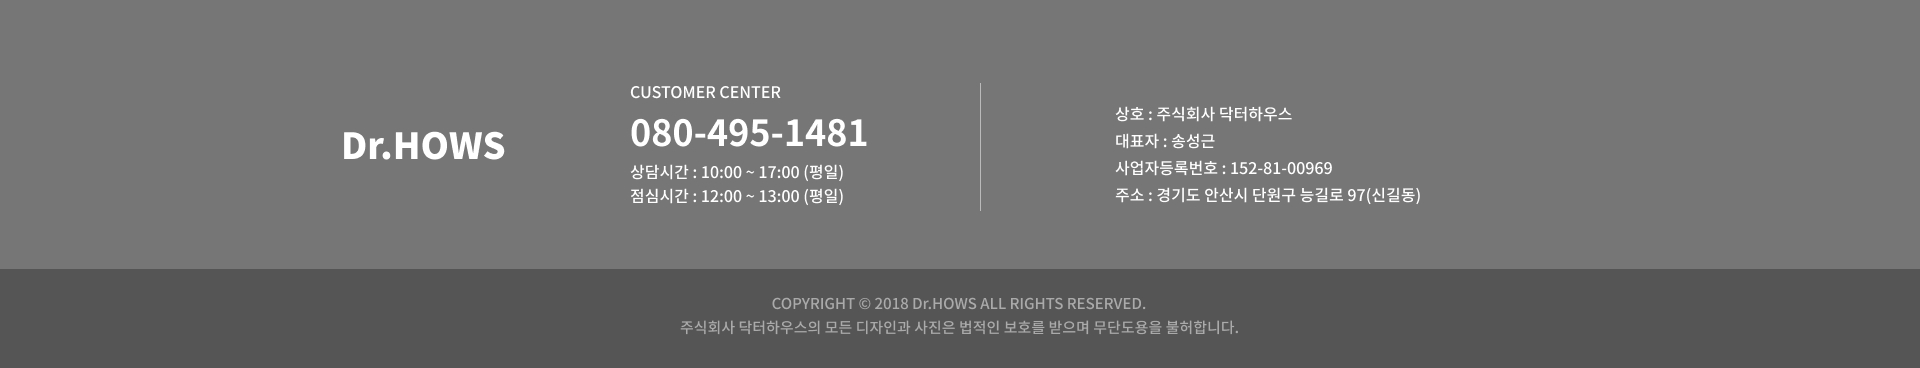 Dr.HOWS
CUSTOMER CENTER
080-495-1481
상담시간 : 10:00 ~ 17:00 (평일)
점심시간 : 12:00 ~ 13:00 (평일)
상호 : 주식회사 닥터하우스
대표자 : 송성근
사업자등록번호 : 152-81-00969
주소 : 경기도 안산시 단원구 능길로 97(신길동)
COPYRIGHT © 2018 Dr.HOWS ALL RIGHTS RESERVED.
주식회사 닥터하우스의 모든 디자인과 사진은 법적인 보호를 받으며 무단도용을 불허합니다.